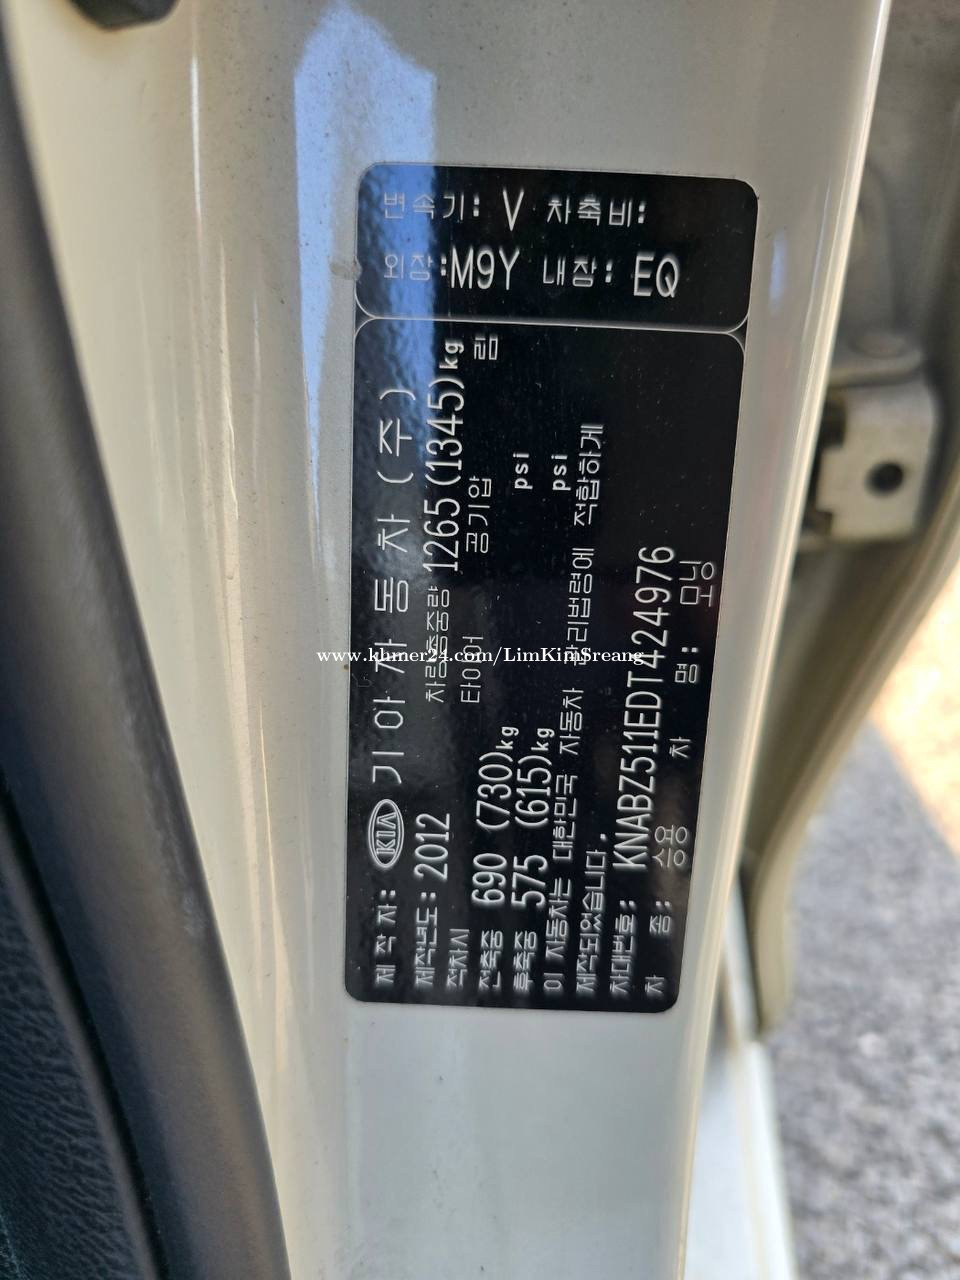 변속기: V 차축비:
외장: M9Y 내장: EQ
제작자: KIA 기아자동차(주)
제작년도: 2012 차량총중량 1265(1345)kg
적차시 타이어 공기압 림
전축중 690 (730)kg psi
후축중 575 (615)kg psi
이 자동차는 대한민국 자동차 관리법령에 적합하게
제작되었습니다.
차대번호: KNABZ511EDT424976
차 종: 승용 차 명: 모닝
www.khmer24.com/LimKimSreang